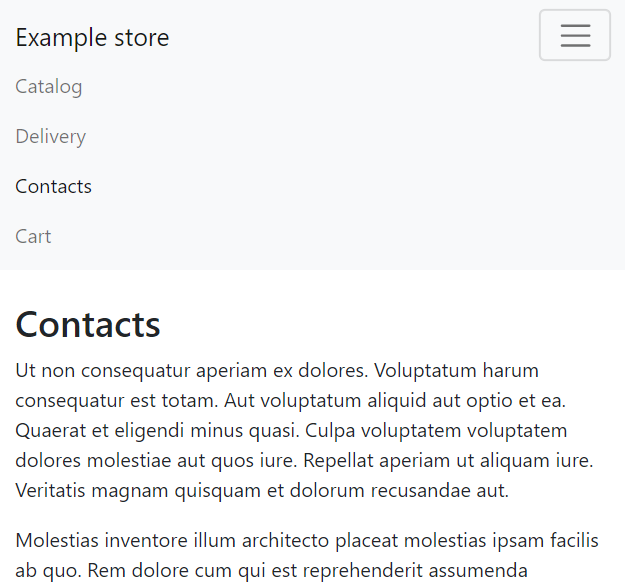 Example store
Catalog
Delivery
Contacts
Cart
Contacts
Ut non consequatur aperiam ex dolores. Voluptatum harum
consequatur est totam. Aut voluptatum aliquid aut optio et ea.
Quaerat et eligendi minus quasi. Culpa voluptatem voluptatem
dolores molestiae aut quos iure. Repellat aperiam ut aliquam iure.
Veritatis magnam quisquam et dolorum recusandae aut.
Molestias inventore illum architecto placeat molestias ipsam facilis
ab quo. Rem dolore cum qui est reprehenderit assumenda